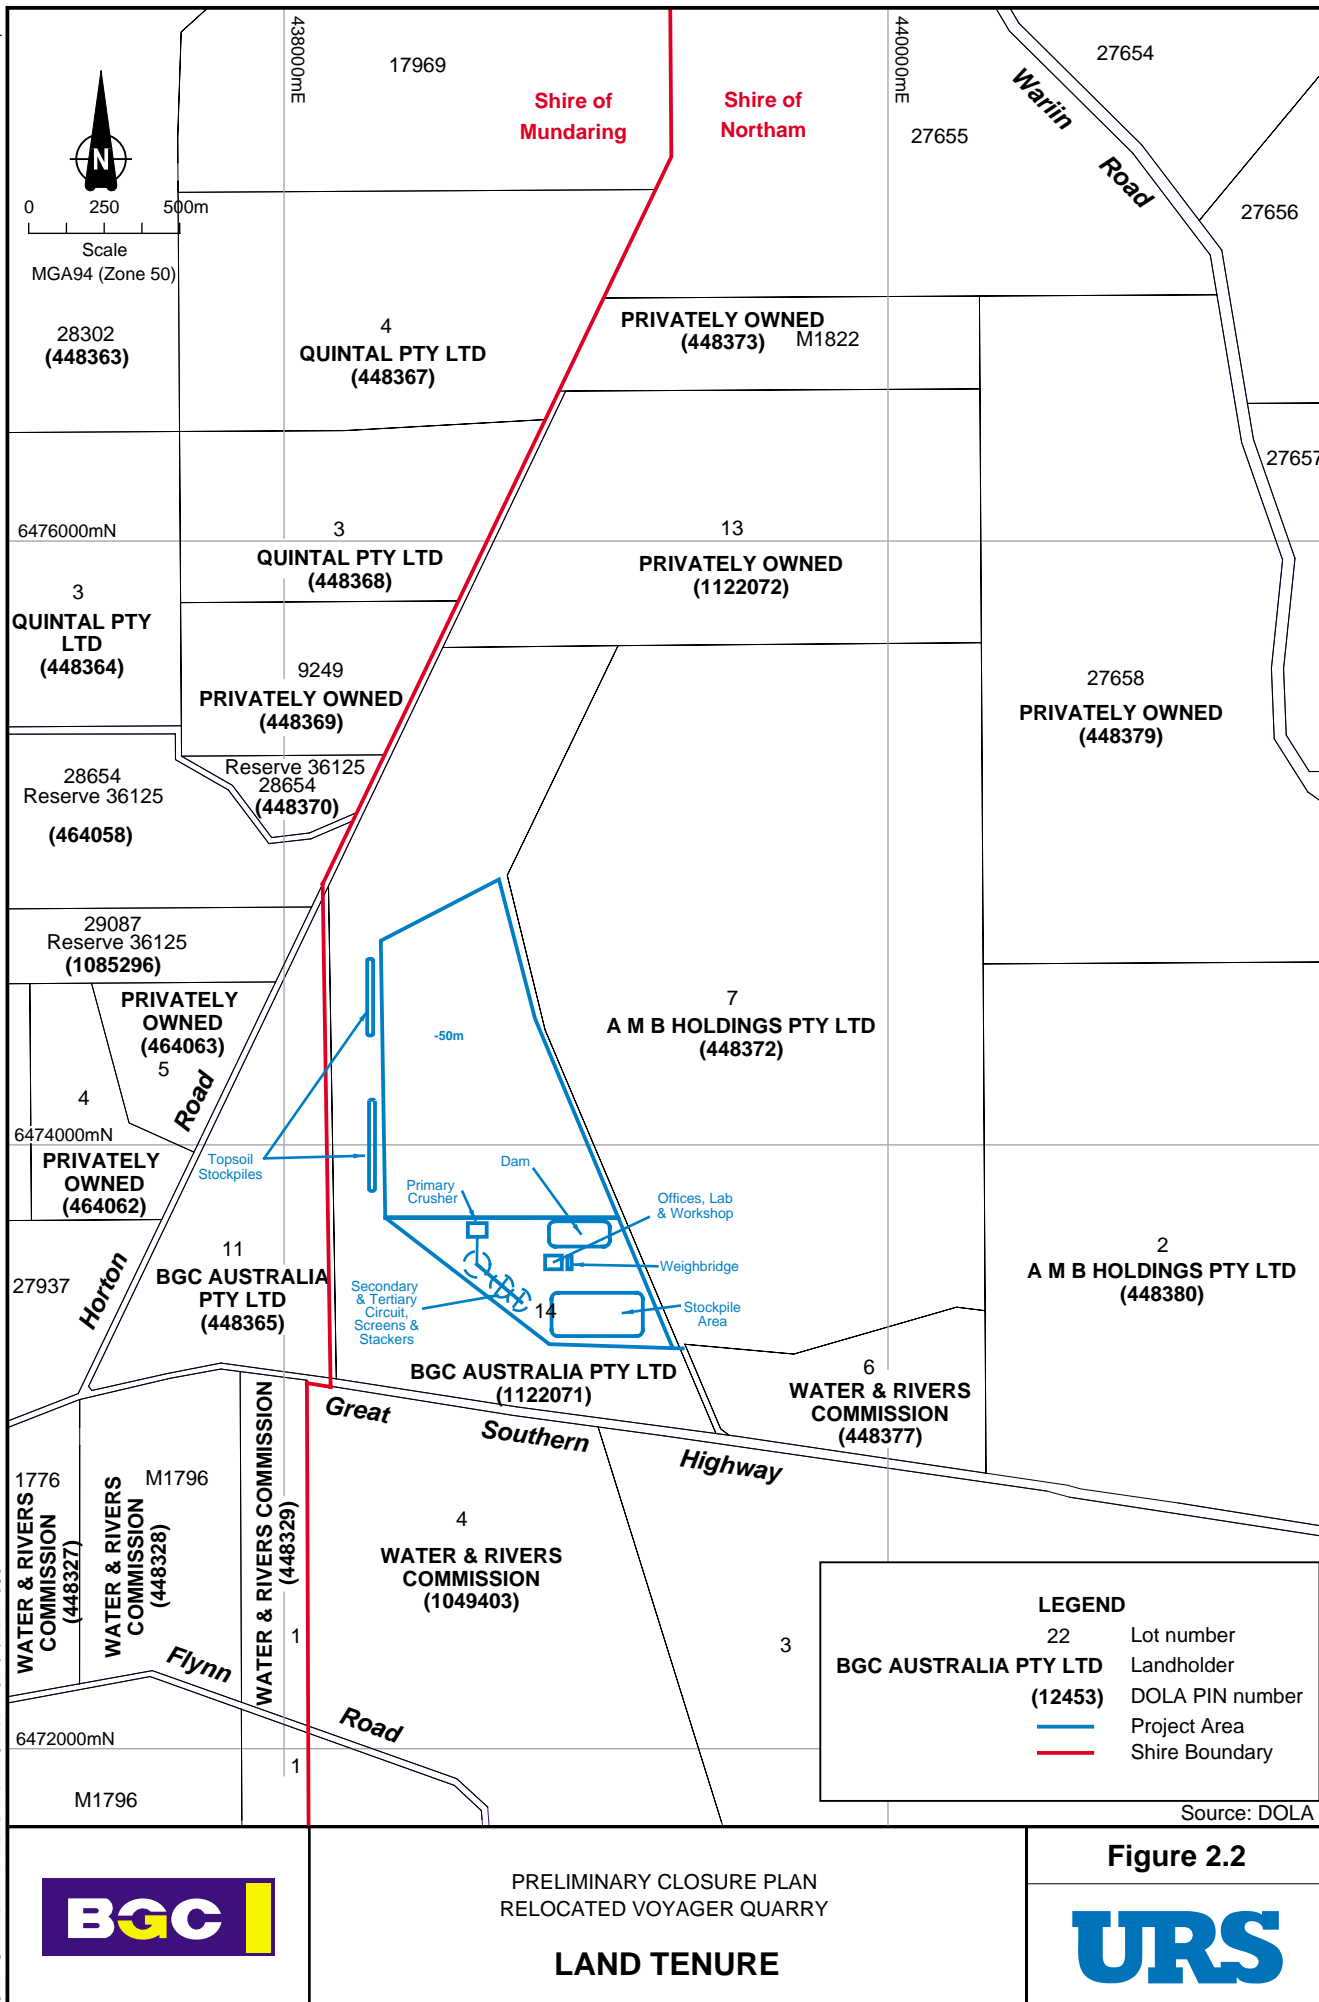 438000mE
440000mE
17969
27654
Shire of
Mundaring
Shire of
Northam
Wariin
Road
27655
27656
N
0 250 500m
Scale
MGA94 (Zone 50)
28302
(448363)
4
QUINTAL PTY LTD
(448367)
PRIVATELY OWNED
(448373) M1822
27657
6476000mN
3
QUINTAL PTY LTD
(448368)
13
PRIVATELY OWNED
(1122072)
3
QUINTAL PTY
LTD
(448364)
9249
PRIVATELY OWNED
(448369)
27658
PRIVATELY OWNED
(448379)
Reserve 36125
28654
(448370)
28654
Reserve 36125
(464058)
29087
Reserve 36125
(1085296)
PRIVATELY
OWNED
(464063)
5
4
7
A M B HOLDINGS PTY LTD
(448372)
-50m
6474000mN
PRIVATELY
OWNED
(464062)
Horton
Road
Topsoil
Stockpiles
Primary
Crusher
Dam
Offices, Lab
& Workshop
Weighbridge
Secondary
& Tertiary
Circuit,
Screens &
Stackers
14
Stockpile
Area
27937
11
BGC AUSTRALIA
PTY LTD
(448365)
2
A M B HOLDINGS PTY LTD
(448380)
BGC AUSTRALIA PTY LTD
(1122071)
6
WATER & RIVERS
COMMISSION
(448377)
Great
Southern
Highway
1776
WATER & RIVERS
COMMISSION
(448327)
M1796
WATER & RIVERS
COMMISSION
(448328)
WATER & RIVERS COMMISSION
(448329)
1
4
WATER & RIVERS
COMMISSION
(1049403)
3
Flynn
Road
6472000mN
1
M1796
LEGEND
22 Lot number
BGC AUSTRALIA PTY LTD Landholder
(12453) DOLA PIN number
Project Area
Shire Boundary
Source: DOLA
BGC
PRELIMINARY CLOSURE PLAN
RELOCATED VOYAGER QUARRY
LAND TENURE
Figure 2.2
URS